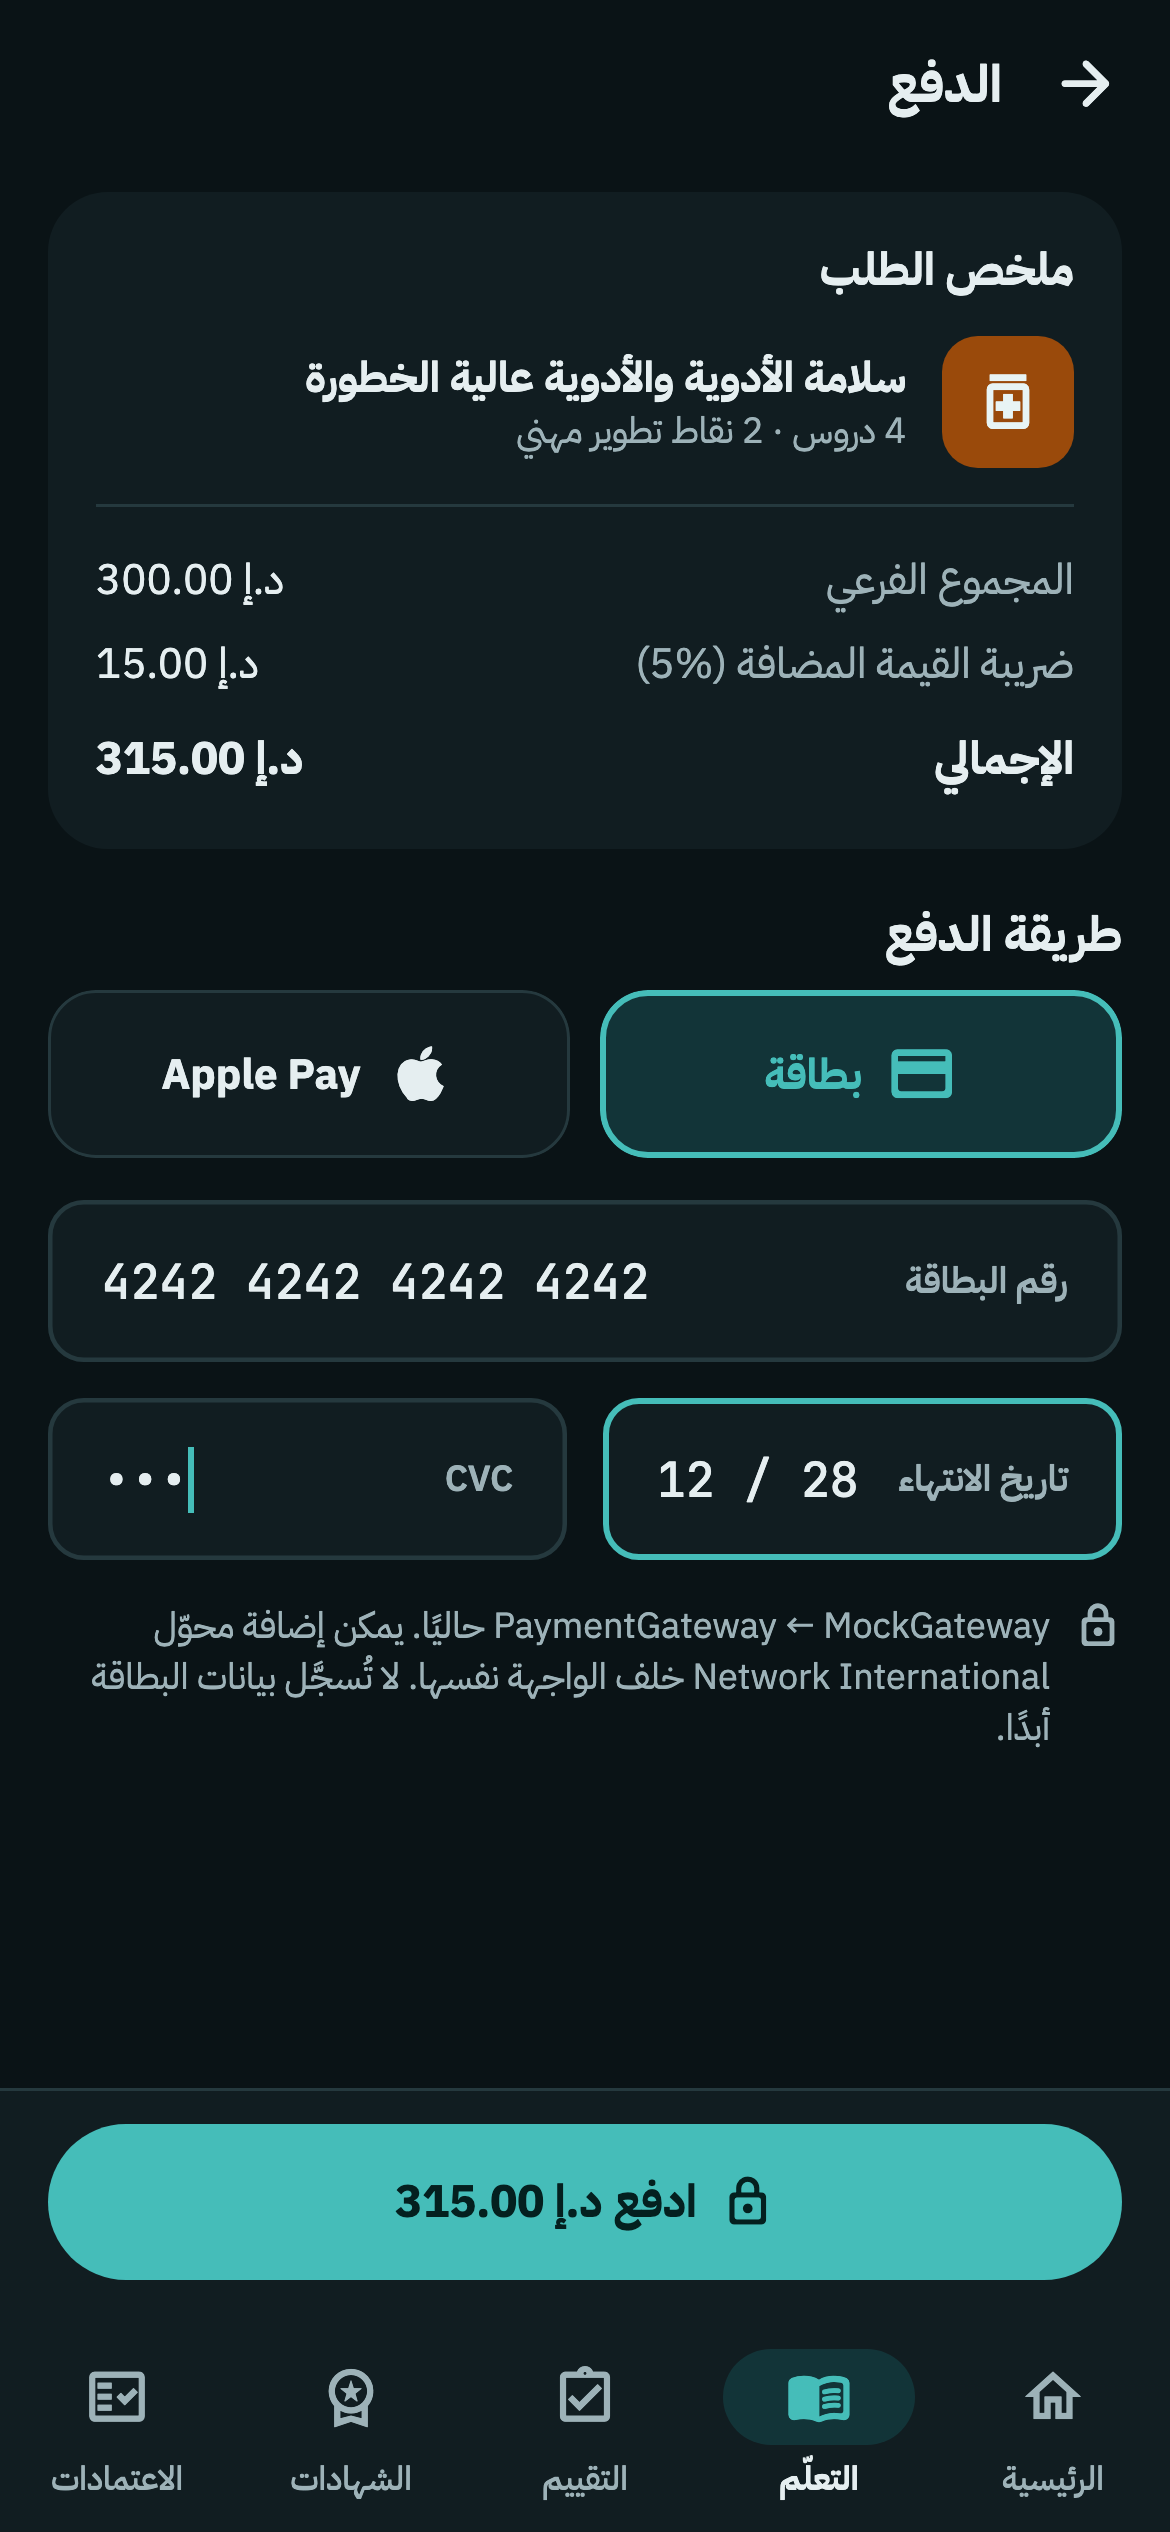 الدفع
ملخص الطلب
سلامة الأدوية والأدوية عالية الخطورة
4 دروس · 2 نقاط تطوير مهني
المجموع الفرعي د.إ 300.00
ضريبة القيمة المضافة (5%) د.إ 15.00
الإجمالي د.إ 315.00
طريقة الدفع
بطاقة Apple Pay
رقم البطاقة 4242 4242 4242 4242
تاريخ الانتهاء 12 / 28 CVC •••
PaymentGateway ← MockGateway حاليًا. يمكن إضافة محوّل
Network International خلف الواجهة نفسها. لا تُسجَّل بيانات البطاقة
أبدًا.
ادفع د.إ 315.00
الرئيسية التعلّم التقييم الشهادات الاعتمادات